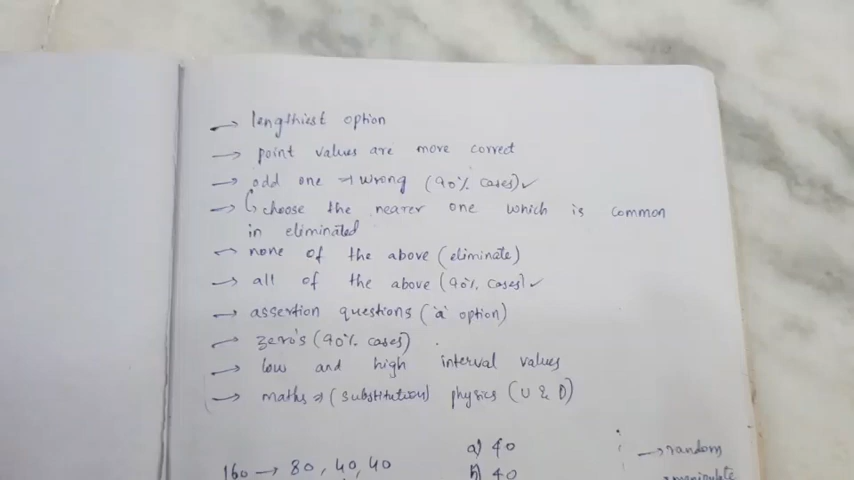 → lengthiest option
→ point values are more correct
→ odd one ⇒ wrong (90% cases) ✓
→ choose the nearer one which is common
in eliminated
→ none of the above (eliminate)
→ all of the above (90% cases) ✓
→ assertion questions ('a' option)
→ zero's (90% cases)
→ low and high interval values
→ maths ⇒ (substitution) physics (U & D)
a) 40
→ random
160 → 80, 40, 40
b) 40